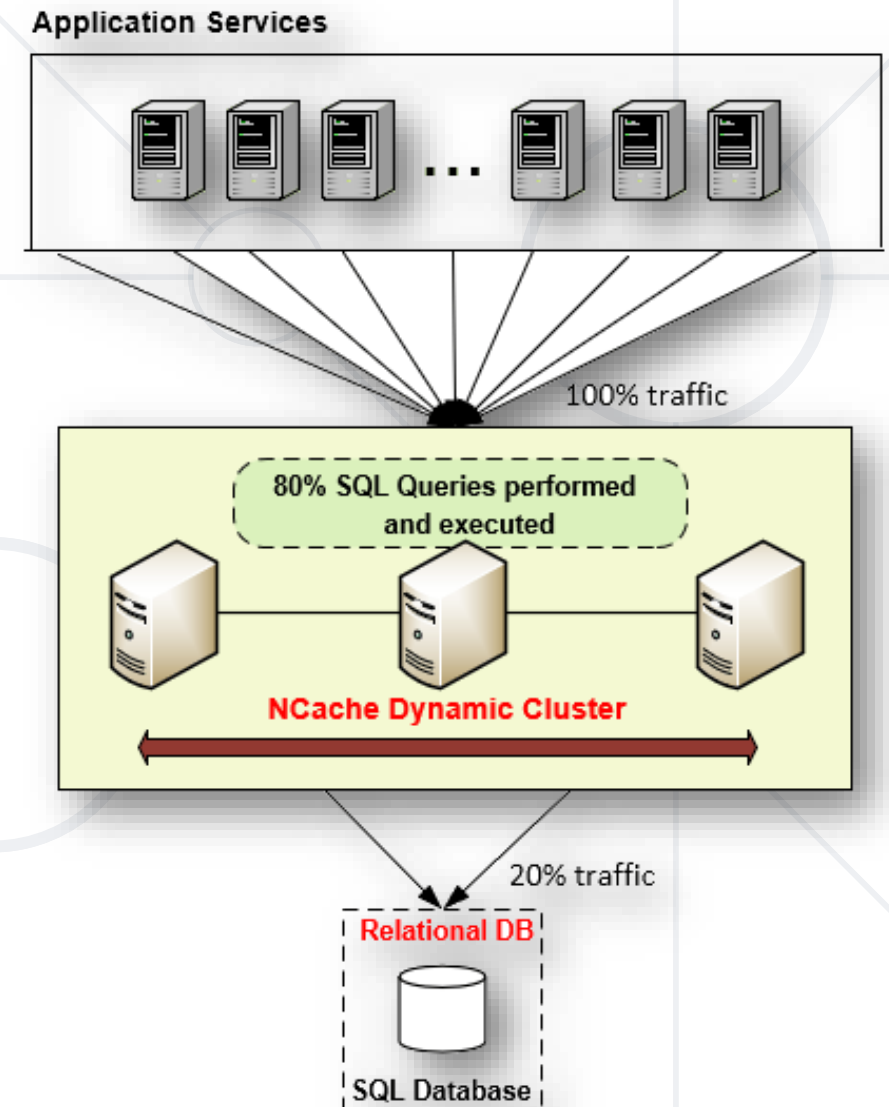 Application Services
...
100% traffic
80% SQL Queries performed
and executed
NCache Dynamic Cluster
20% traffic
Relational DB
SQL Database